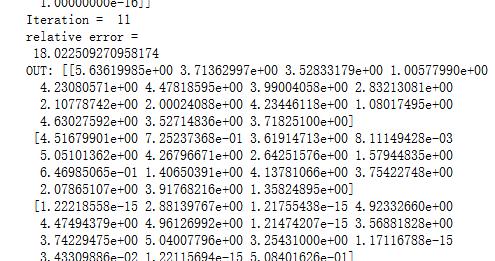 1.00000000e-16]]
Iteration = 11
relative error =
18.022509270958174
OUT: [[5.63619985e+00 3.71362997e+00 3.52833179e+00 1.00577990e+00
4.23080571e+00 4.47818595e+00 3.99004058e+00 2.83213081e+00
2.10778742e+00 2.00024088e+00 4.23446118e+00 1.08017495e+00
4.63027592e+00 3.52714836e+00 3.71825100e+00]
[4.51679901e+00 7.25237368e-01 3.61914713e+00 8.11149428e-03
5.05101362e+00 4.26796671e+00 2.64251576e+00 1.57944835e+00
6.46985065e-01 1.40650391e+00 4.13781066e+00 3.75422748e+00
2.07865107e+00 3.91768216e+00 1.35824895e+00]
[1.22218558e-15 2.88139767e+00 1.21755438e-15 4.92332660e+00
4.47494379e+00 4.96126992e+00 1.21474207e-15 3.56881828e+00
3.74229475e+00 5.04007796e+00 3.25431000e+00 1.17116788e-15
3.43309886e-02 1.22115694e-15 5.08401626e-01]